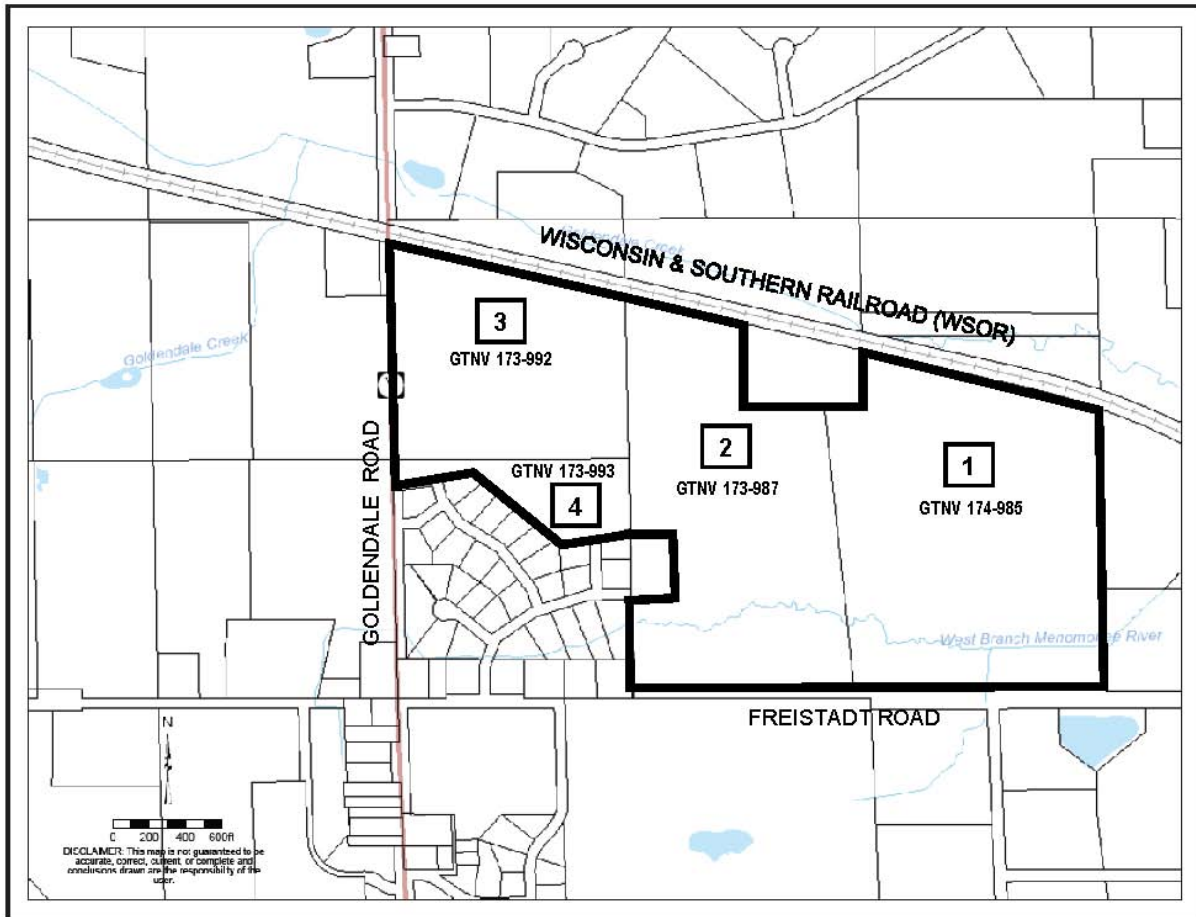 Goldendale Creek
WISCONSIN & SOUTHERN RAILROAD (WSOR)
3
GTNV 173-992
Goldendale Creek
2
GTNV 173-987
1
GTNV 174-985
GTNV 173-993
4
GOLDENDALE ROAD
West Branch Menomonee River
FREISTADT ROAD
N
0 200 400 600ft
DISCLAIMER: This map is not guaranteed to be
accurate, correct, current, or complete and
conclusions drawn are the responsibility of the
user.